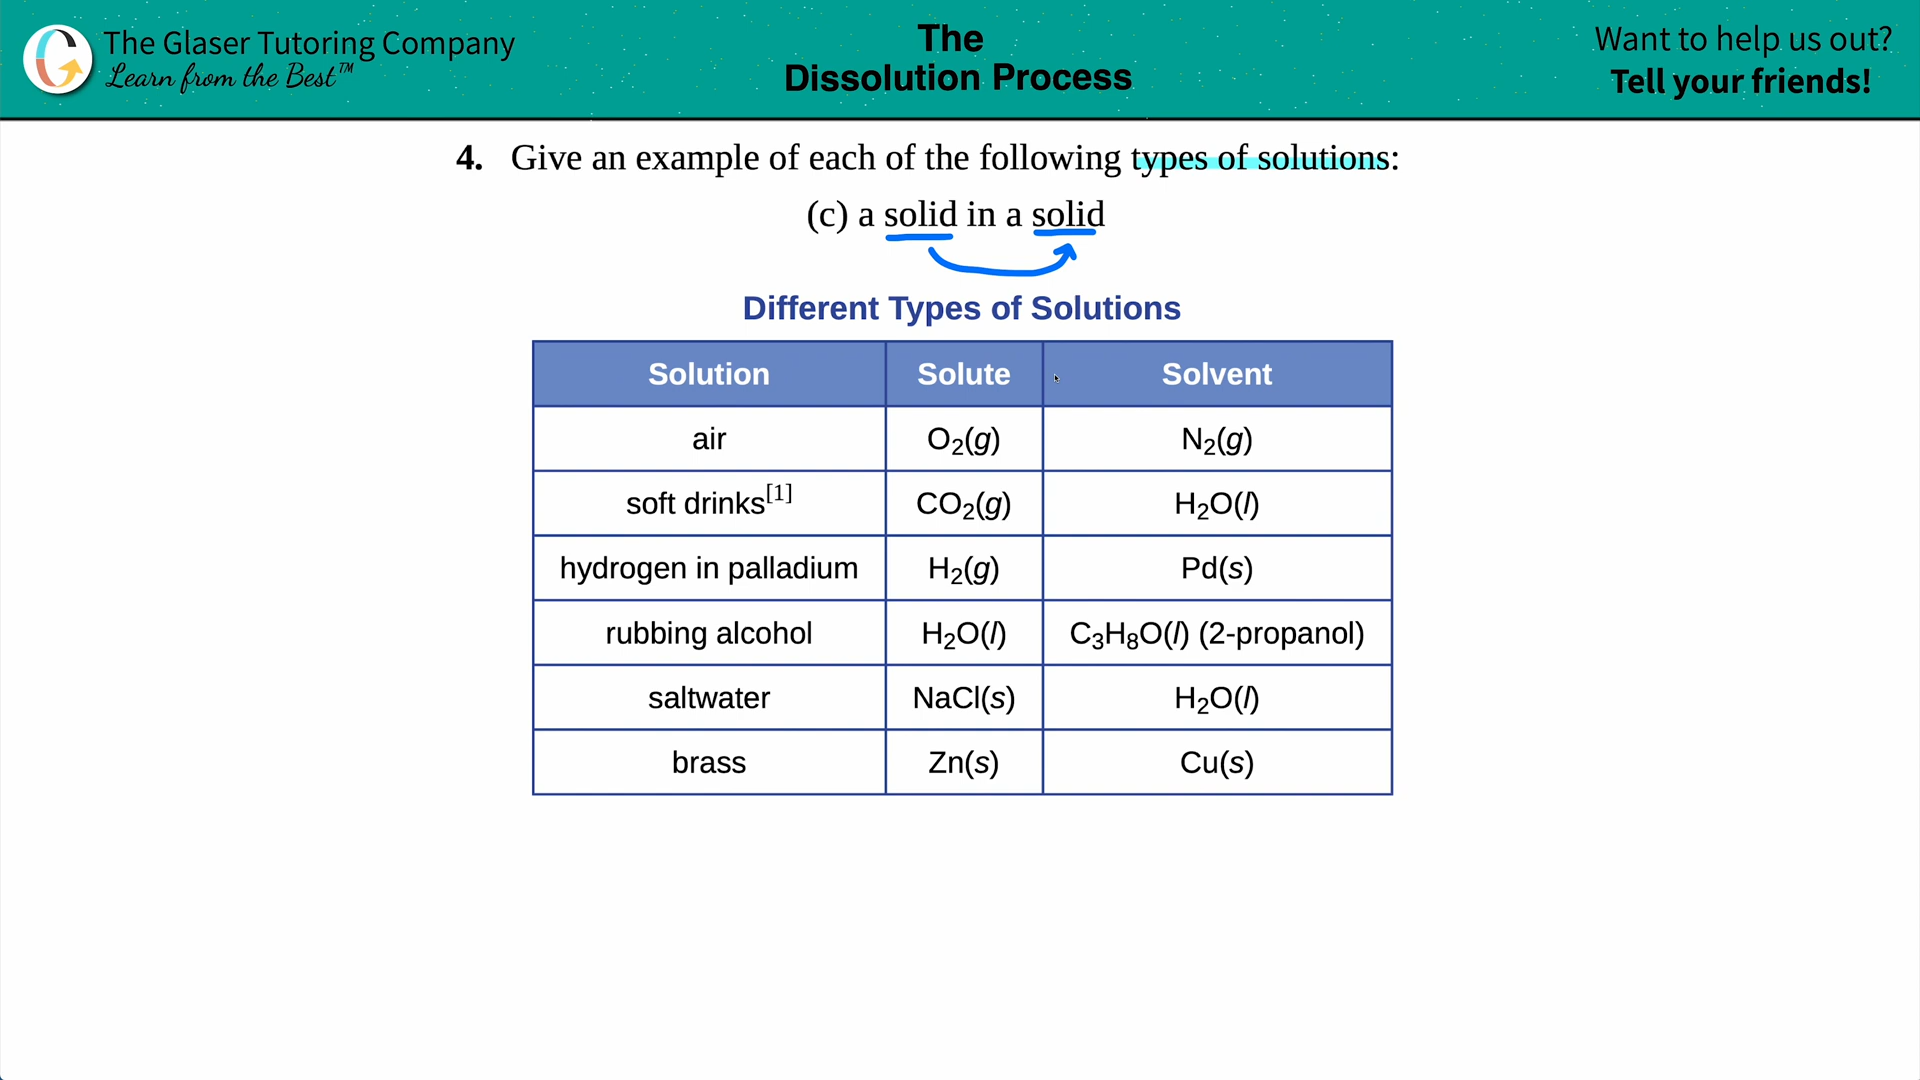 The Glaser Tutoring Company
Learn from the Best™
The
Dissolution Process
Want to help us out?
Tell your friends!
4. Give an example of each of the following types of solutions:
(c) a solid in a solid
Different Types of Solutions
Solution Solute Solvent
air O₂(g) N₂(g)
soft drinks[1] CO₂(g) H₂O(l)
hydrogen in palladium H₂(g) Pd(s)
rubbing alcohol H₂O(l) C₃H₈O(l) (2-propanol)
saltwater NaCl(s) H₂O(l)
brass Zn(s) Cu(s)